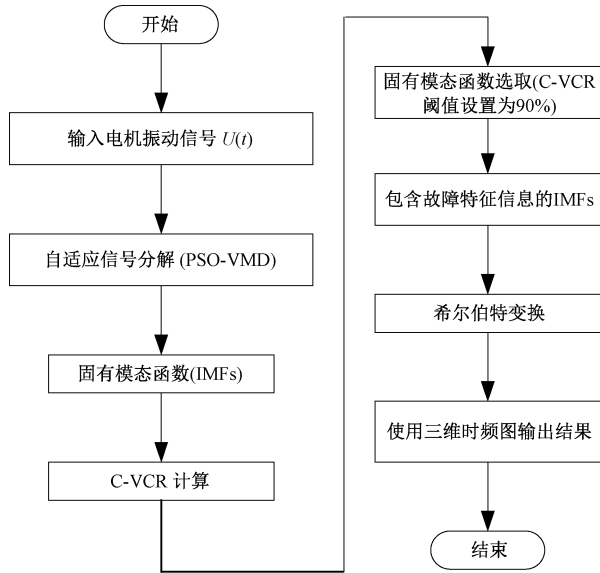 开始
输入电机振动信号 U(t)
自适应信号分解 (PSO-VMD)
固有模态函数(IMFs)
C-VCR 计算
固有模态函数选取(C-VCR
阈值设置为90%)
包含故障特征信息的IMFs
希尔伯特变换
使用三维时频图输出结果
结束